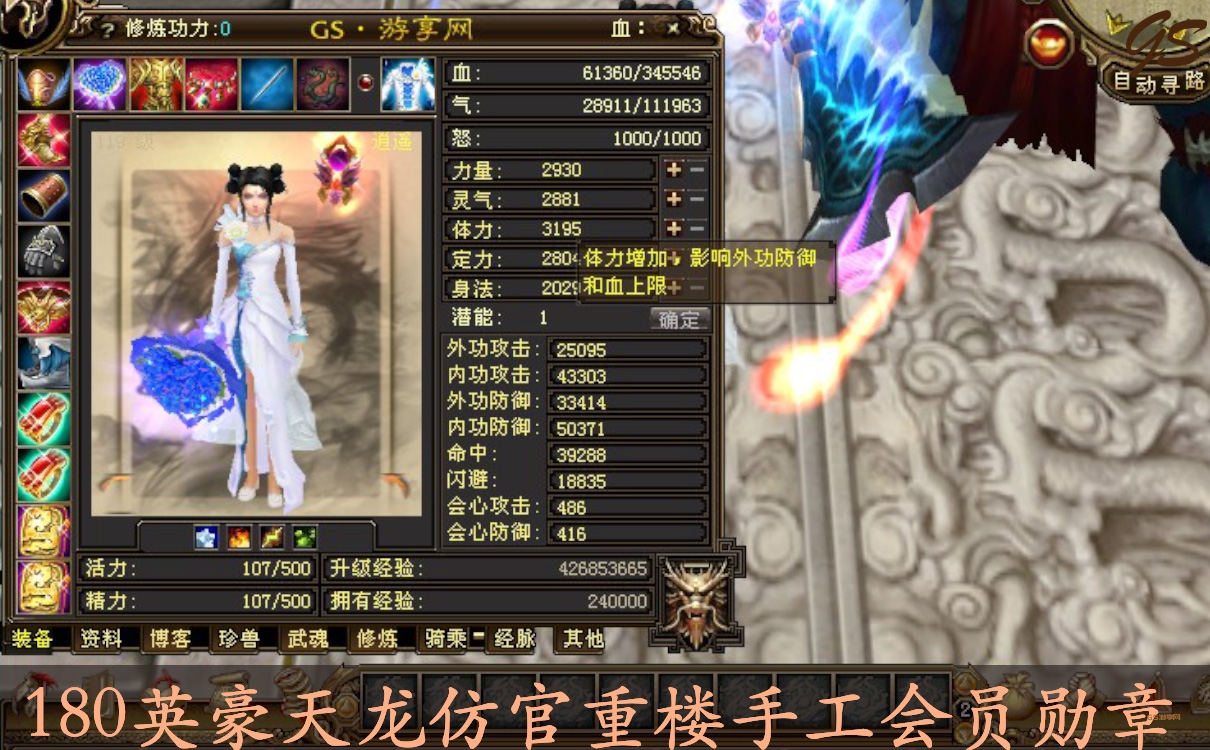 ? 修炼功力:0 GS·游享网 血: ×
GS
自动寻路
血: 61360/345546
气: 28911/111963
怒: 1000/1000
119级 逍遥
力量: 2930 + -
灵气: 2881 + -
体力: 3195 + -
定力: 2804
身法: 2029
体力增加，影响外功防御
和血上限
潜能: 1 确定
外功攻击: 25095
内功攻击: 43303
外功防御: 33414
内功防御: 50371
命中: 39288
闪避: 18835
会心攻击: 486
会心防御: 416
活力: 107/500 升级经验: 426853665
精力: 107/500 拥有经验: 240000
装备 资料 博客 珍兽 武魂 修炼 骑乘 经脉 其他
180英豪天龙仿官重楼手工会员勋章